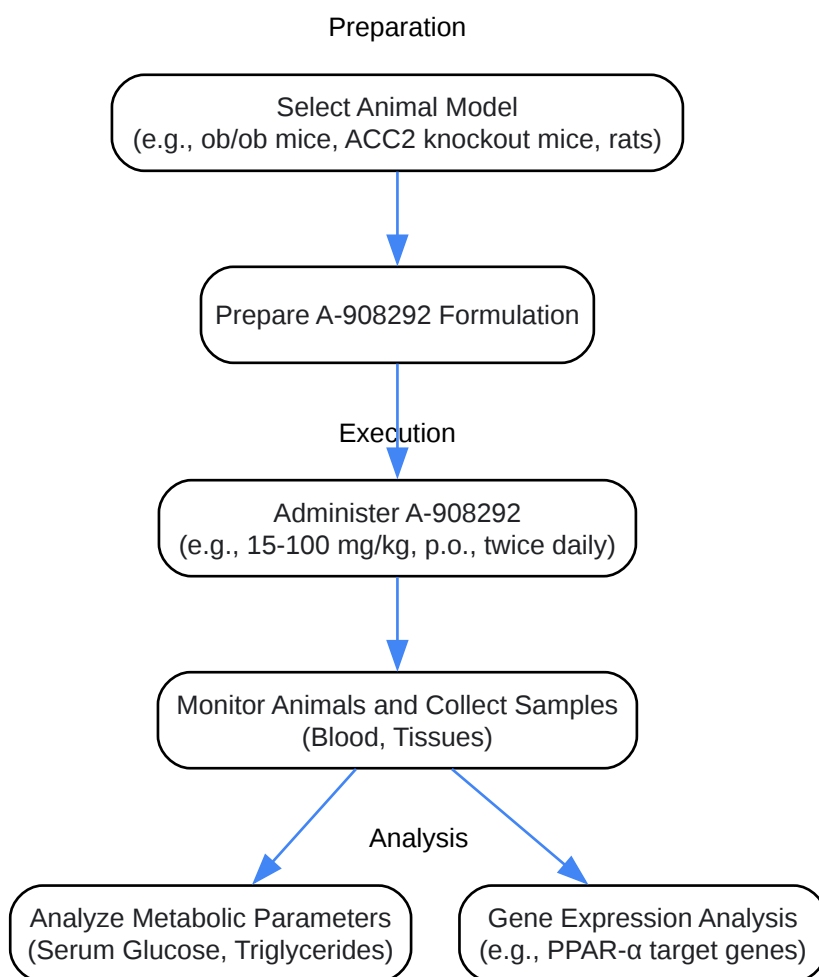 Preparation
Select Animal Model
(e.g., ob/ob mice, ACC2 knockout mice, rats)
Prepare A-908292 Formulation
Execution
Administer A-908292
(e.g., 15-100 mg/kg, p.o., twice daily)
Monitor Animals and Collect Samples
(Blood, Tissues)
Analysis
Analyze Metabolic Parameters
(Serum Glucose, Triglycerides)
Gene Expression Analysis
(e.g., PPAR-α target genes)